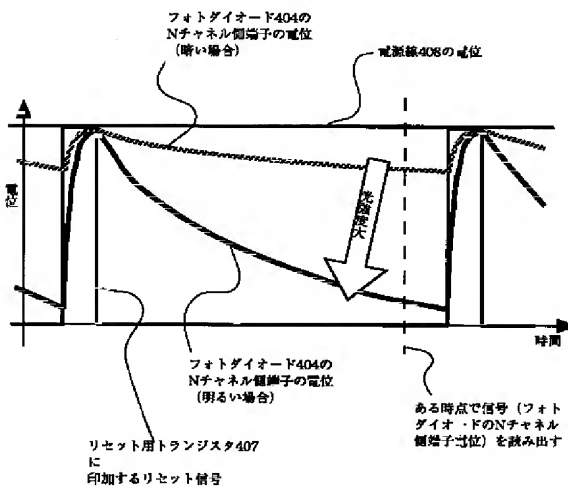 フォトダイオード404の
Nチャネル側端子の電位
(暗い場合)
電源線408の電位
電位
光強度大
時間
フォトダイオード404の
Nチャネル側端子の電位
(明るい場合)
ある時点で信号(フォト
ダイオードのNチャネル
側端子電位)を読み出す
リセット用トランジスタ407
に
印加するリセット信号